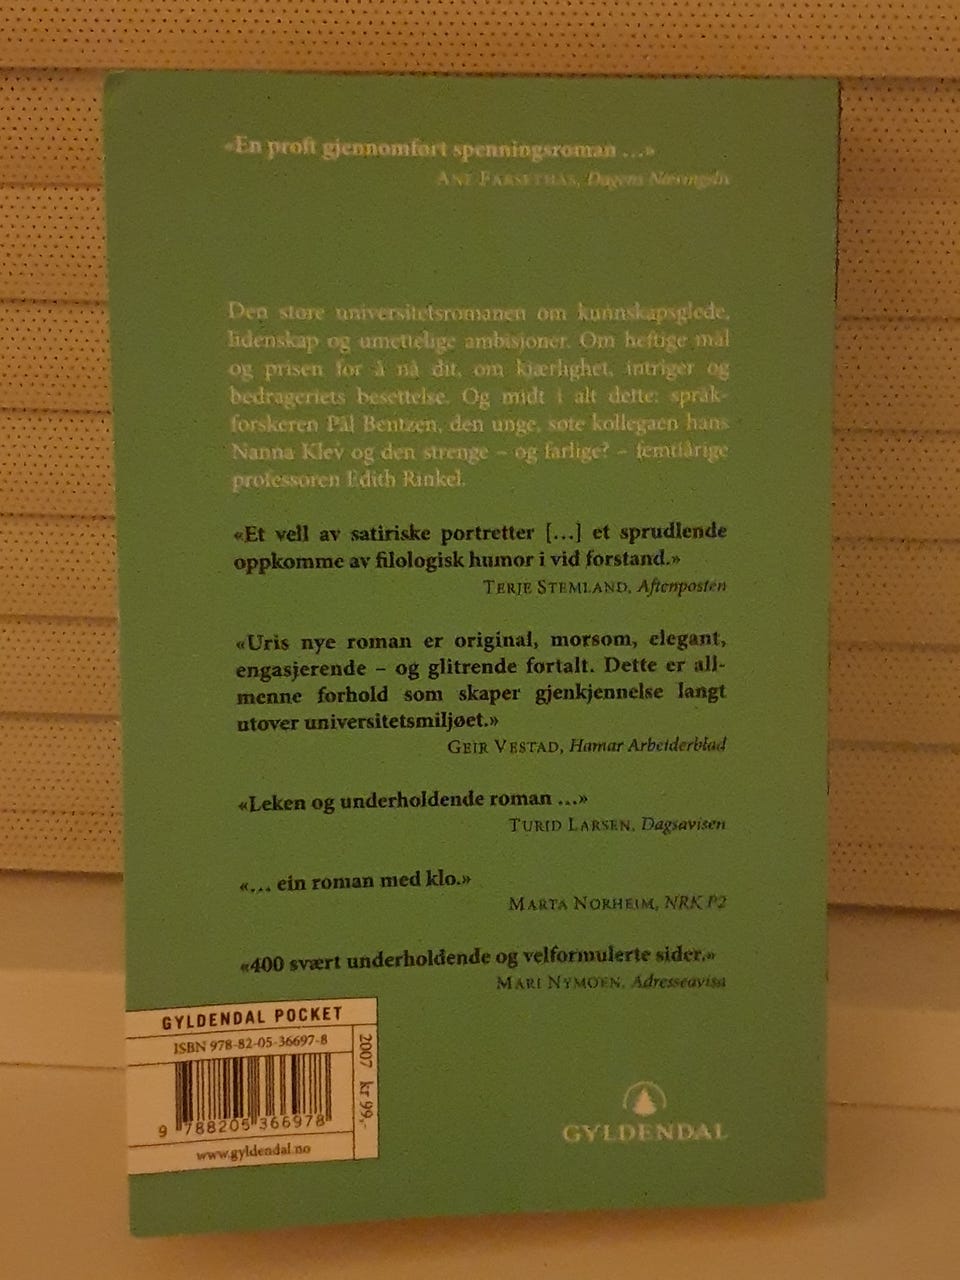 «En proft gjennomført spenningsroman ...»
ANE FARSETHÅS, Dagens Næringsliv
Den store universitetsromanen om kunnskapsglede,
lidenskap og umettelige ambisjoner. Om heftige mål
og prisen for å nå dit, om kjærlighet, intriger og
bedrageriets besettelse. Og midt i alt dette: språk-
forskeren Pål Bentzen, den unge, søte kollegaen hans
Nanna Klev og den strenge – og farlige? – femtiårige
professoren Edith Rinkel.
«Et vell av satiriske portretter [...] et sprudlende
oppkomme av filologisk humor i vid forstand.»
TERJE STEMLAND, Aftenposten
«Uris nye roman er original, morsom, elegant,
engasjerende – og glitrende fortalt. Dette er all-
menne forhold som skaper gjenkjennelse langt
utover universitetsmiljøet.»
GEIR VESTAD, Hamar Arbeiderblad
«Leken og underholdende roman ...»
TURID LARSEN, Dagsavisen
«... ein roman med klo.»
MARTA NORHEIM, NRK P2
«400 svært underholdende og velformulerte sider.»
MARI NYMOEN, Adresseavisa
GYLDENDAL POCKET
ISBN 978-82-05-36697-8
2007 kr 99,-
9 788205 366978
www.gyldendal.no
GYLDENDAL